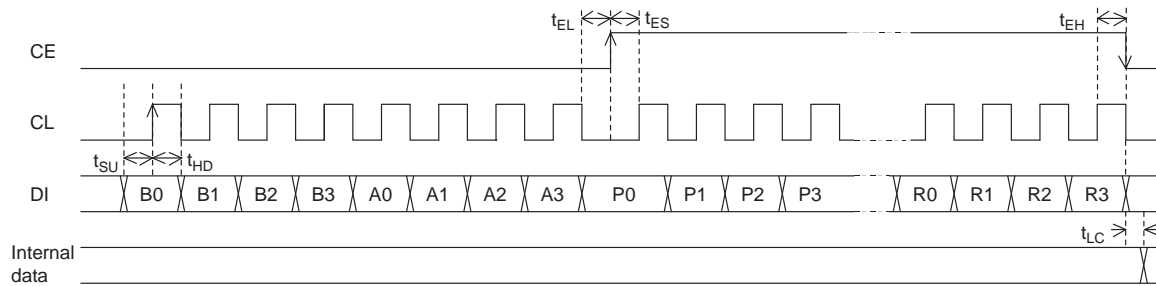 tEL tES tEH
CE
CL
tSU tHD
DI B0 B1 B2 B3 A0 A1 A2 A3 P0 P1 P2 P3 R0 R1 R2 R3
tLC
Internal
data